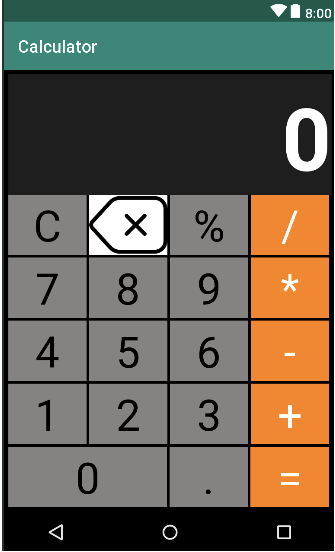 8:00
Calculator
0
C % /
7 8 9 *
4 5 6 -
1 2 3 +
0 . =